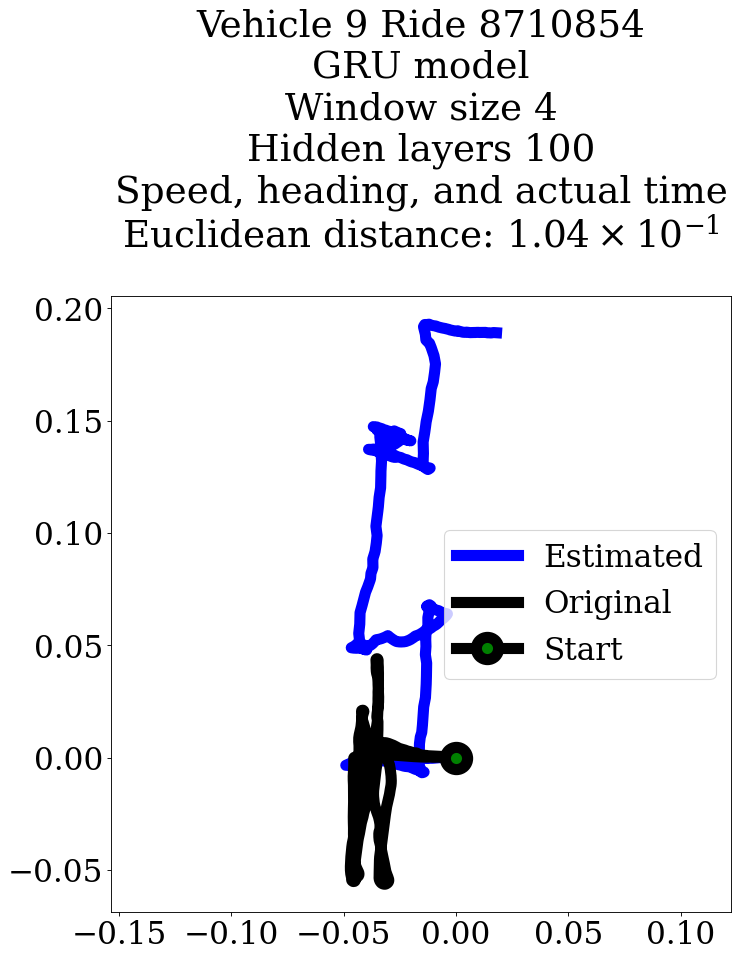 Vehicle 9 Ride 8710854
GRU model
Window size 4
Hidden layers 100
Speed, heading, and actual time
Euclidean distance: 1.04 × 10⁻¹
0.20
0.15
0.10
0.05
0.00
−0.05
Estimated
Original
Start
−0.15 −0.10 −0.05 0.00 0.05 0.10